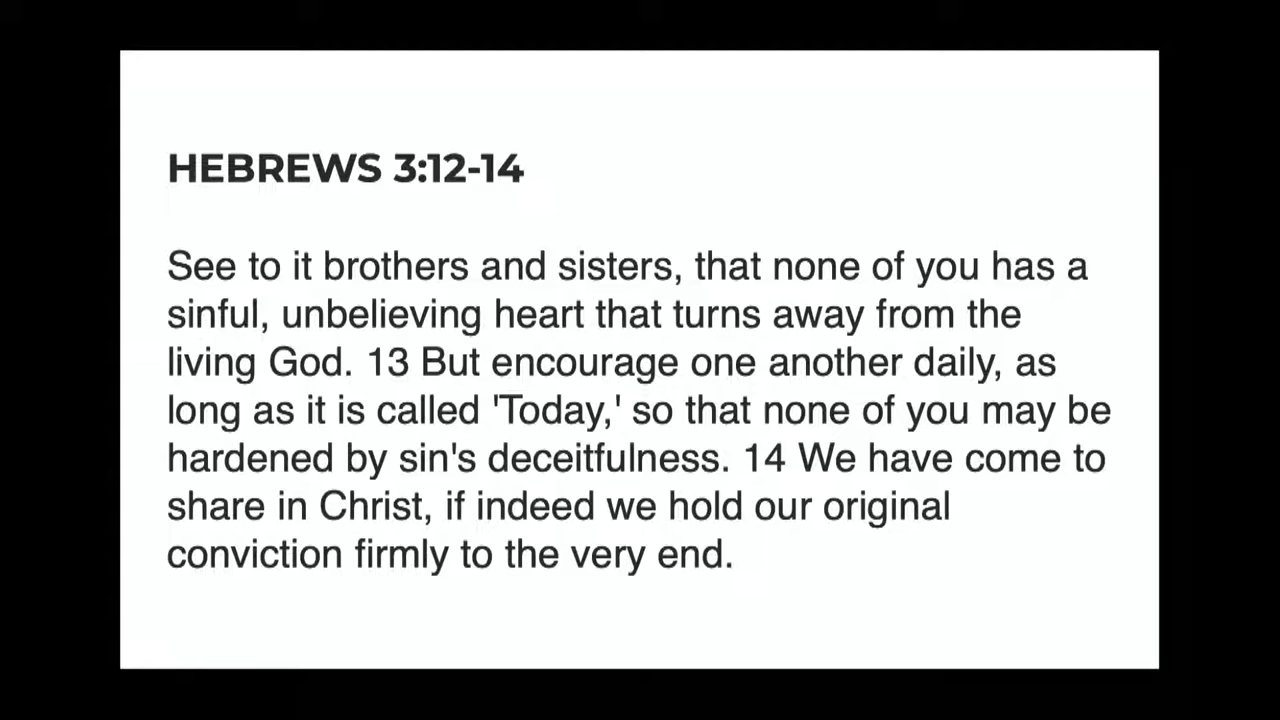 HEBREWS 3:12-14
See to it brothers and sisters, that none of you has a
sinful, unbelieving heart that turns away from the
living God. 13 But encourage one another daily, as
long as it is called 'Today,' so that none of you may be
hardened by sin's deceitfulness. 14 We have come to
share in Christ, if indeed we hold our original
conviction firmly to the very end.